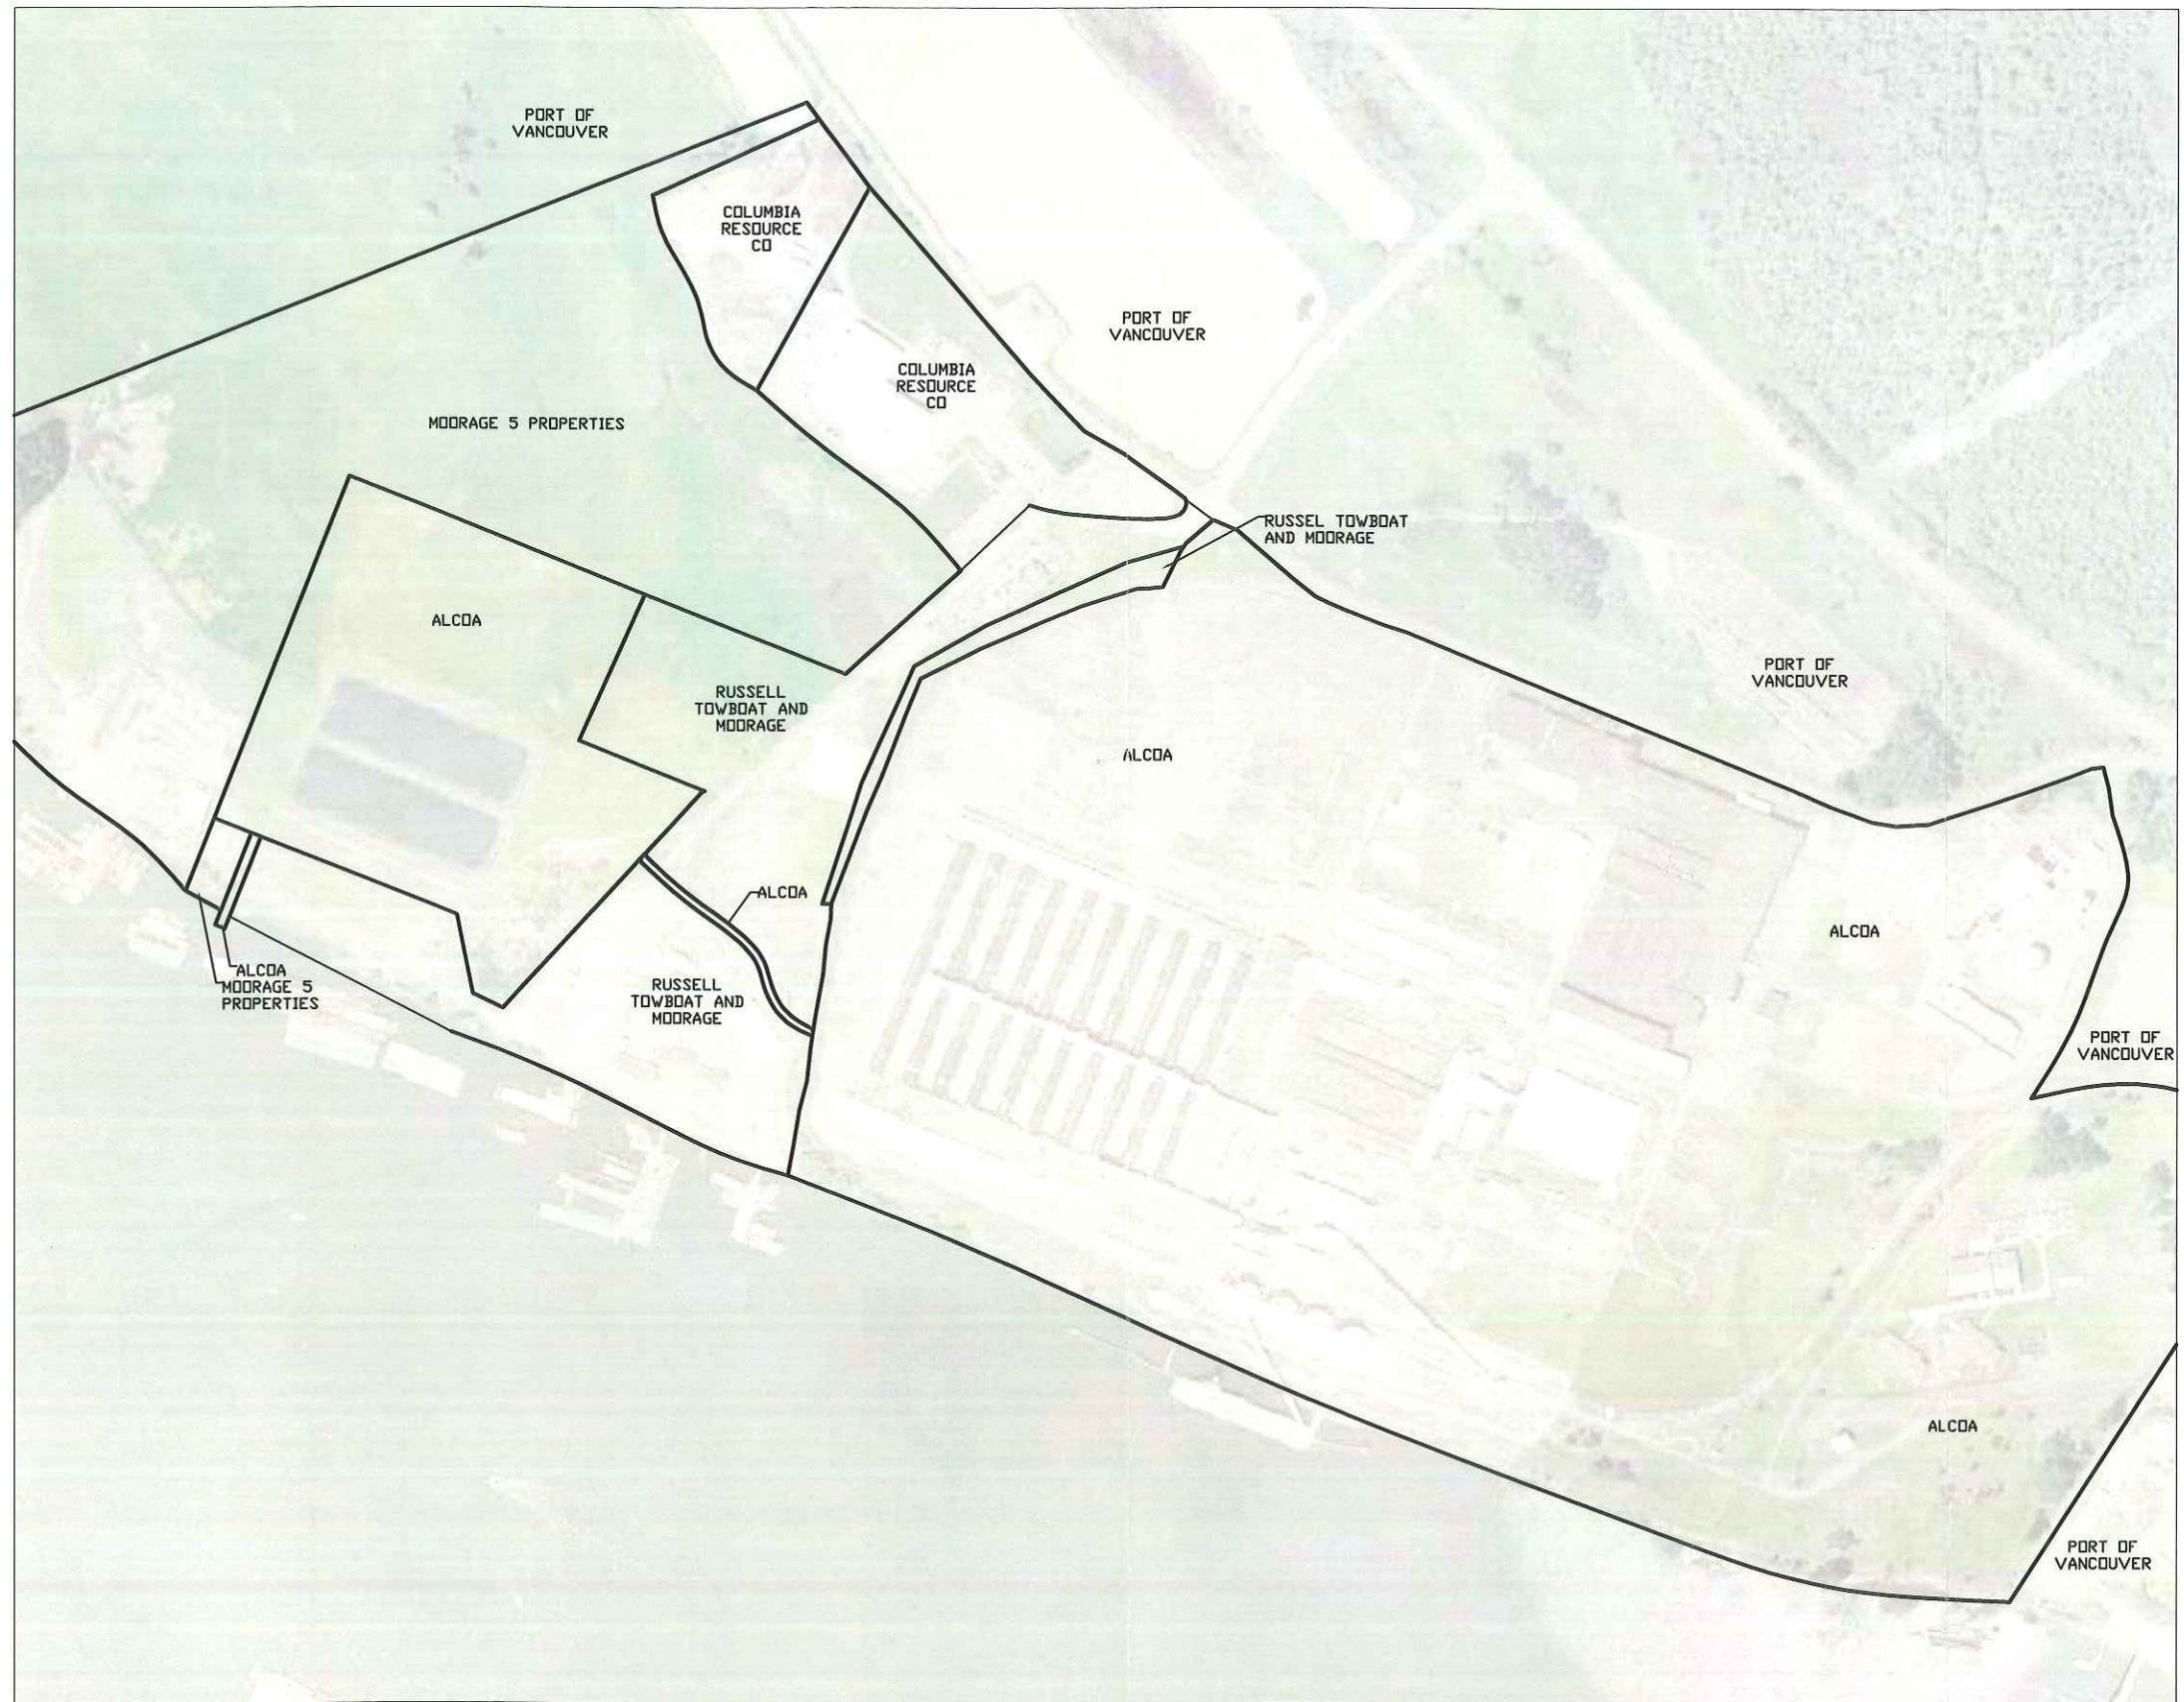 PORT OF
VANCOUVER
COLUMBIA
RESOURCE
CO
PORT OF
VANCOUVER
COLUMBIA
RESOURCE
CO
MOORAGE 5 PROPERTIES
RUSSEL TOWBOAT
AND MOORAGE
ALCOA
PORT OF
VANCOUVER
RUSSELL
TOWBOAT AND
MOORAGE
ALCOA
ALCOA
ALCOA
ALCOA
MOORAGE 5
PROPERTIES
RUSSELL
TOWBOAT AND
MOORAGE
PORT OF
VANCOUVER
ALCOA
PORT OF
VANCOUVER